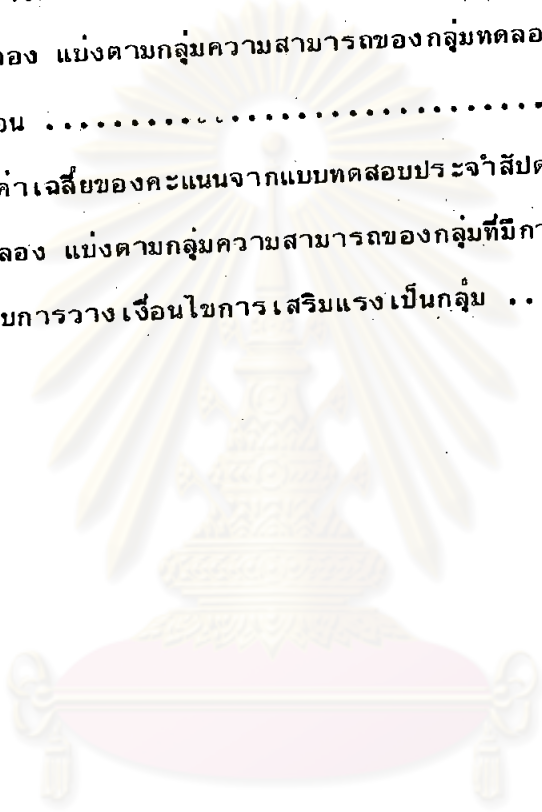 ลอง แบ่งตามกลุ่มความสามารถของกลุ่มทดลอ
วน ..................................
ค่าเฉลี่ยของคะแนนจากแบบทดสอบประจำสัปด
ลอง แบ่งตามกลุ่มความสามารถของกลุ่มที่มีกา
บการวางเงื่อนไขการเสริมแรงเป็นกลุ่ม ..